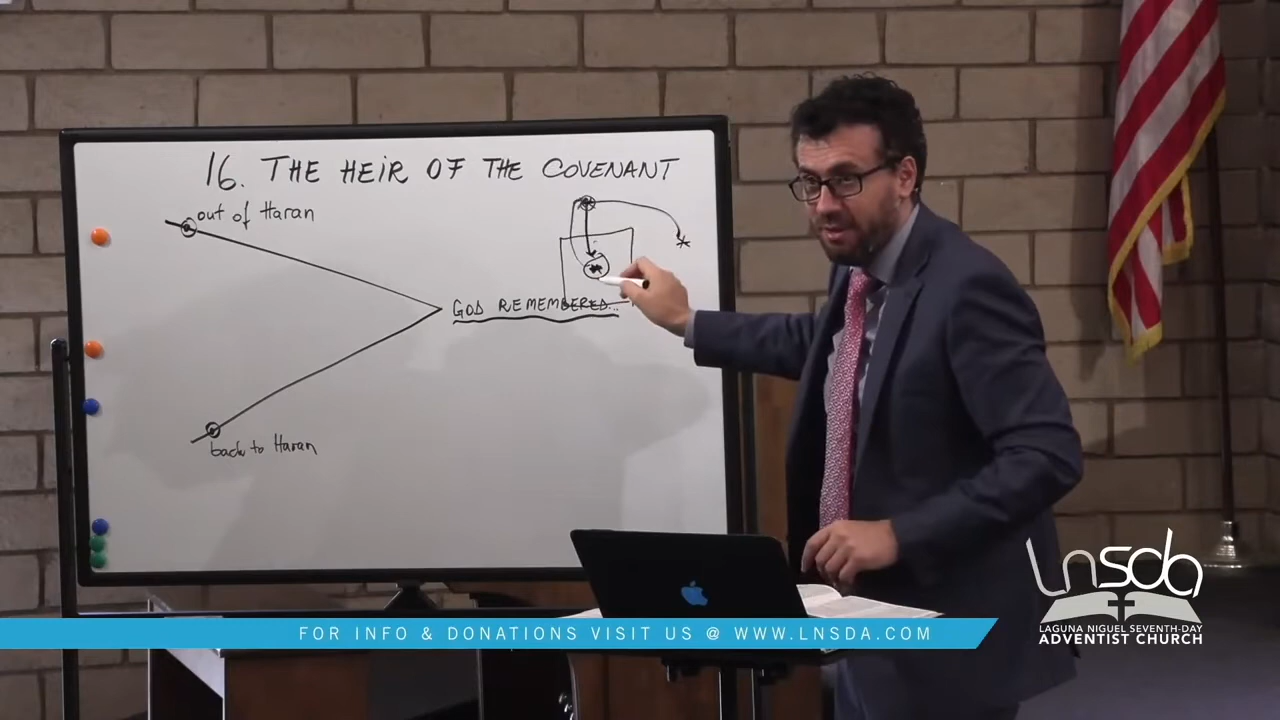 16. THE HEIR OF THE COVENANT
out of Haran
GOD REMEMBERED...
back to Haran
LnSDA
LAGUNA NIGUEL SEVENTH-DAY
ADVENTIST CHURCH
FOR INFO & DONATIONS VISIT US @ WWW.LNSDA.COM